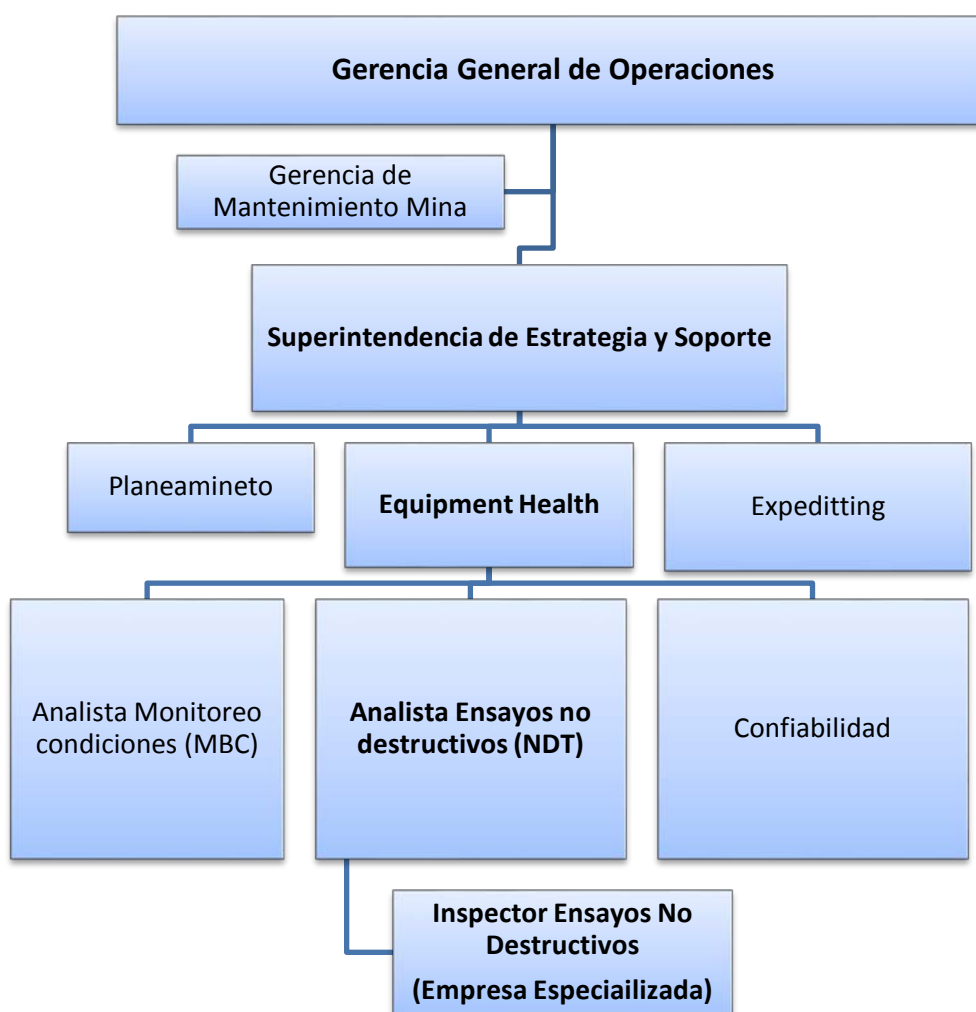 Gerencia General de Operaciones
Gerencia de
Mantenimiento Mina
Superintendencia de Estrategia y Soporte
Planeamineto
Equipment Health
Expeditting
Analista Monitoreo
condiciones (MBC)
Analista Ensayos no
destructivos (NDT)
Confiabilidad
Inspector Ensayos No
Destructivos
(Empresa Especiailizada)